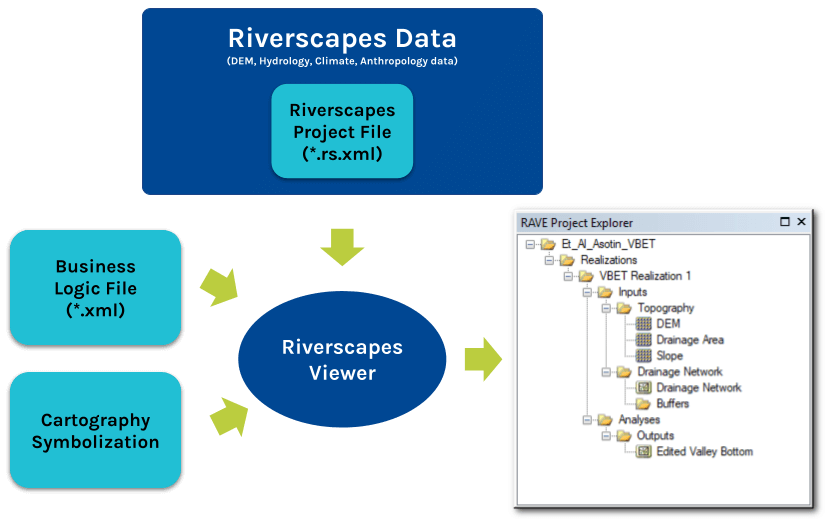 Riverscapes Data
(DEM, Hydrology, Climate, Anthropology data)
Riverscapes
Project File
(*.rs.xml)
Business
Logic File
(*.xml)
Cartography
Symbolization
Riverscapes
Viewer
RAVE Project Explorer
Et_Al_Asotin_VBET
Realizations
VBET Realization 1
Inputs
Topography
DEM
Drainage Area
Slope
Drainage Network
Drainage Network
Buffers
Analyses
Outputs
Edited Valley Bottom